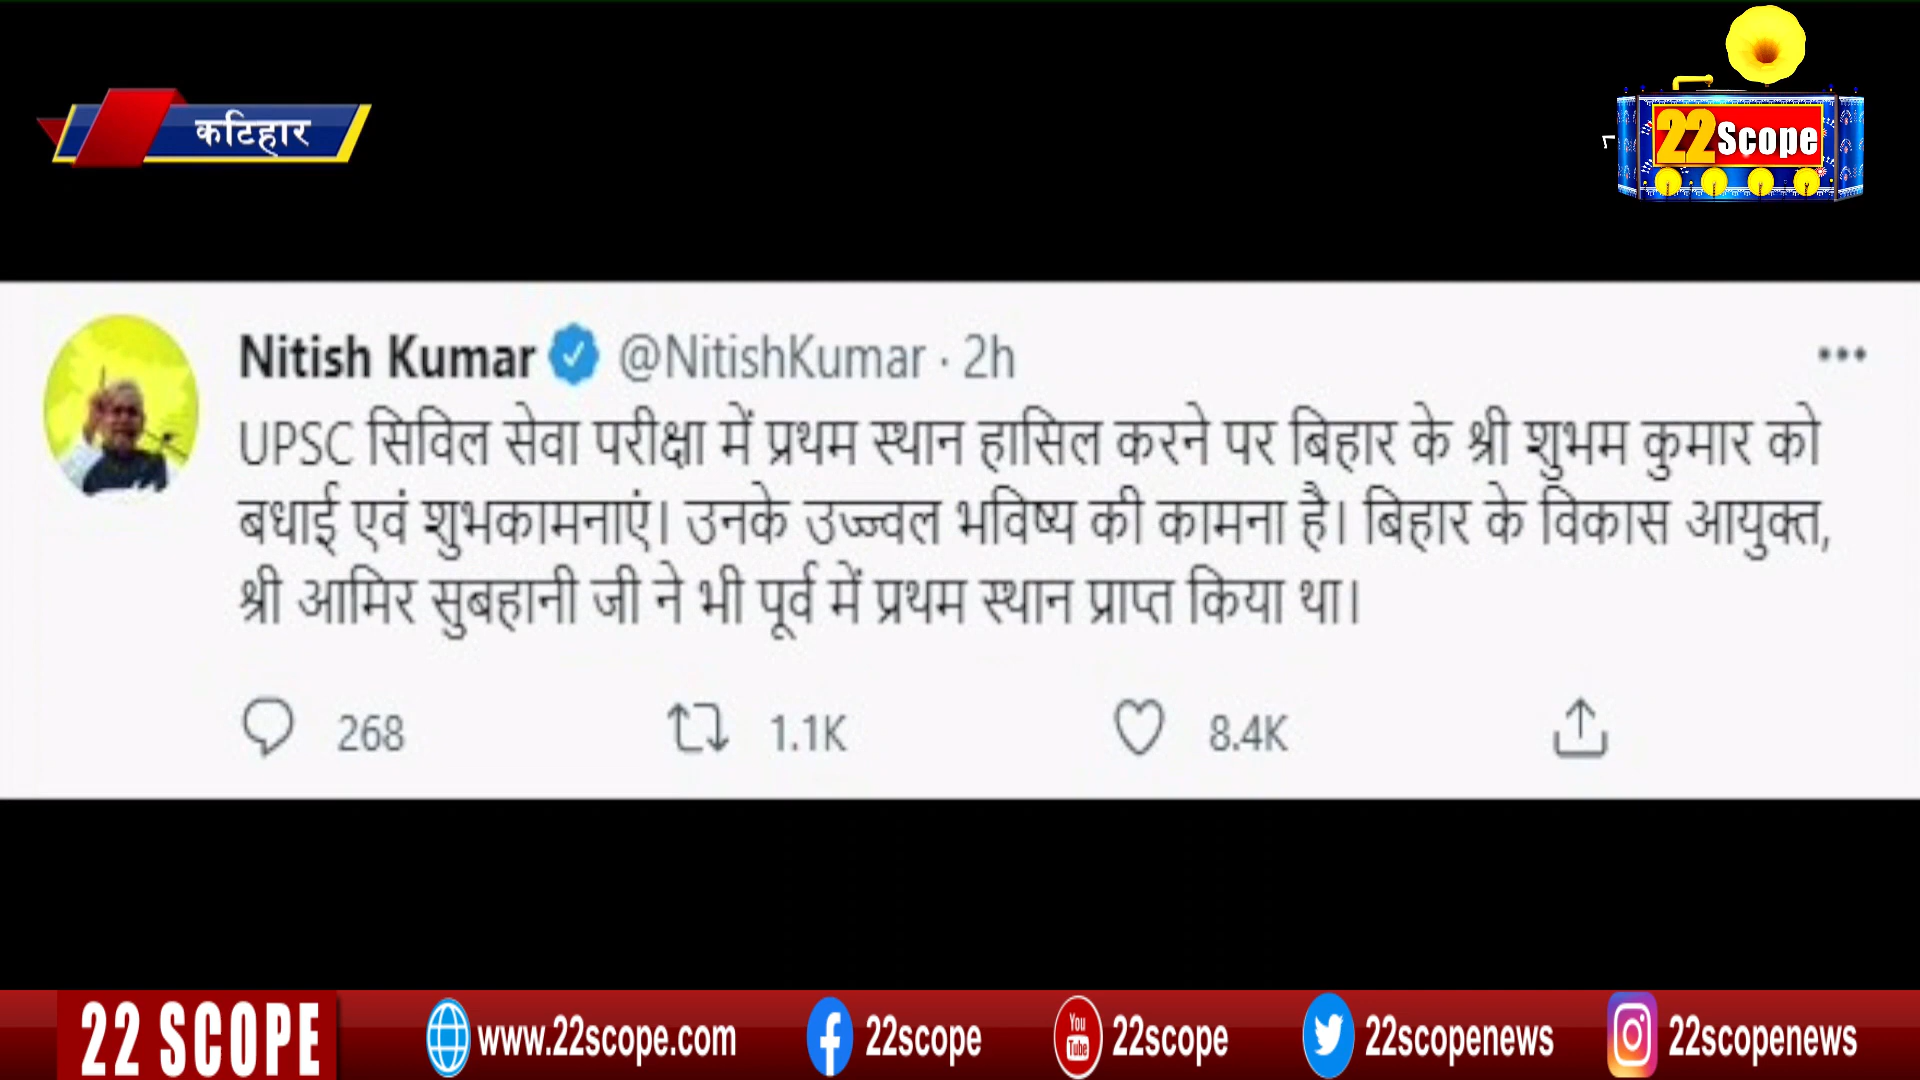 कटिहार
22Scope
Nitish Kumar @NitishKumar · 2h
UPSC सिविल सेवा परीक्षा में प्रथम स्थान हासिल करने पर बिहार के श्री शुभम कुमार को
बधाई एवं शुभकामनाएं। उनके उज्ज्वल भविष्य की कामना है। बिहार के विकास आयुक्त,
श्री आमिर सुबहानी जी ने भी पूर्व में प्रथम स्थान प्राप्त किया था।
268 1.1K 8.4K
22 SCOPE www.22scope.com 22scope You Tube 22scope 22scopenews 22scopenews